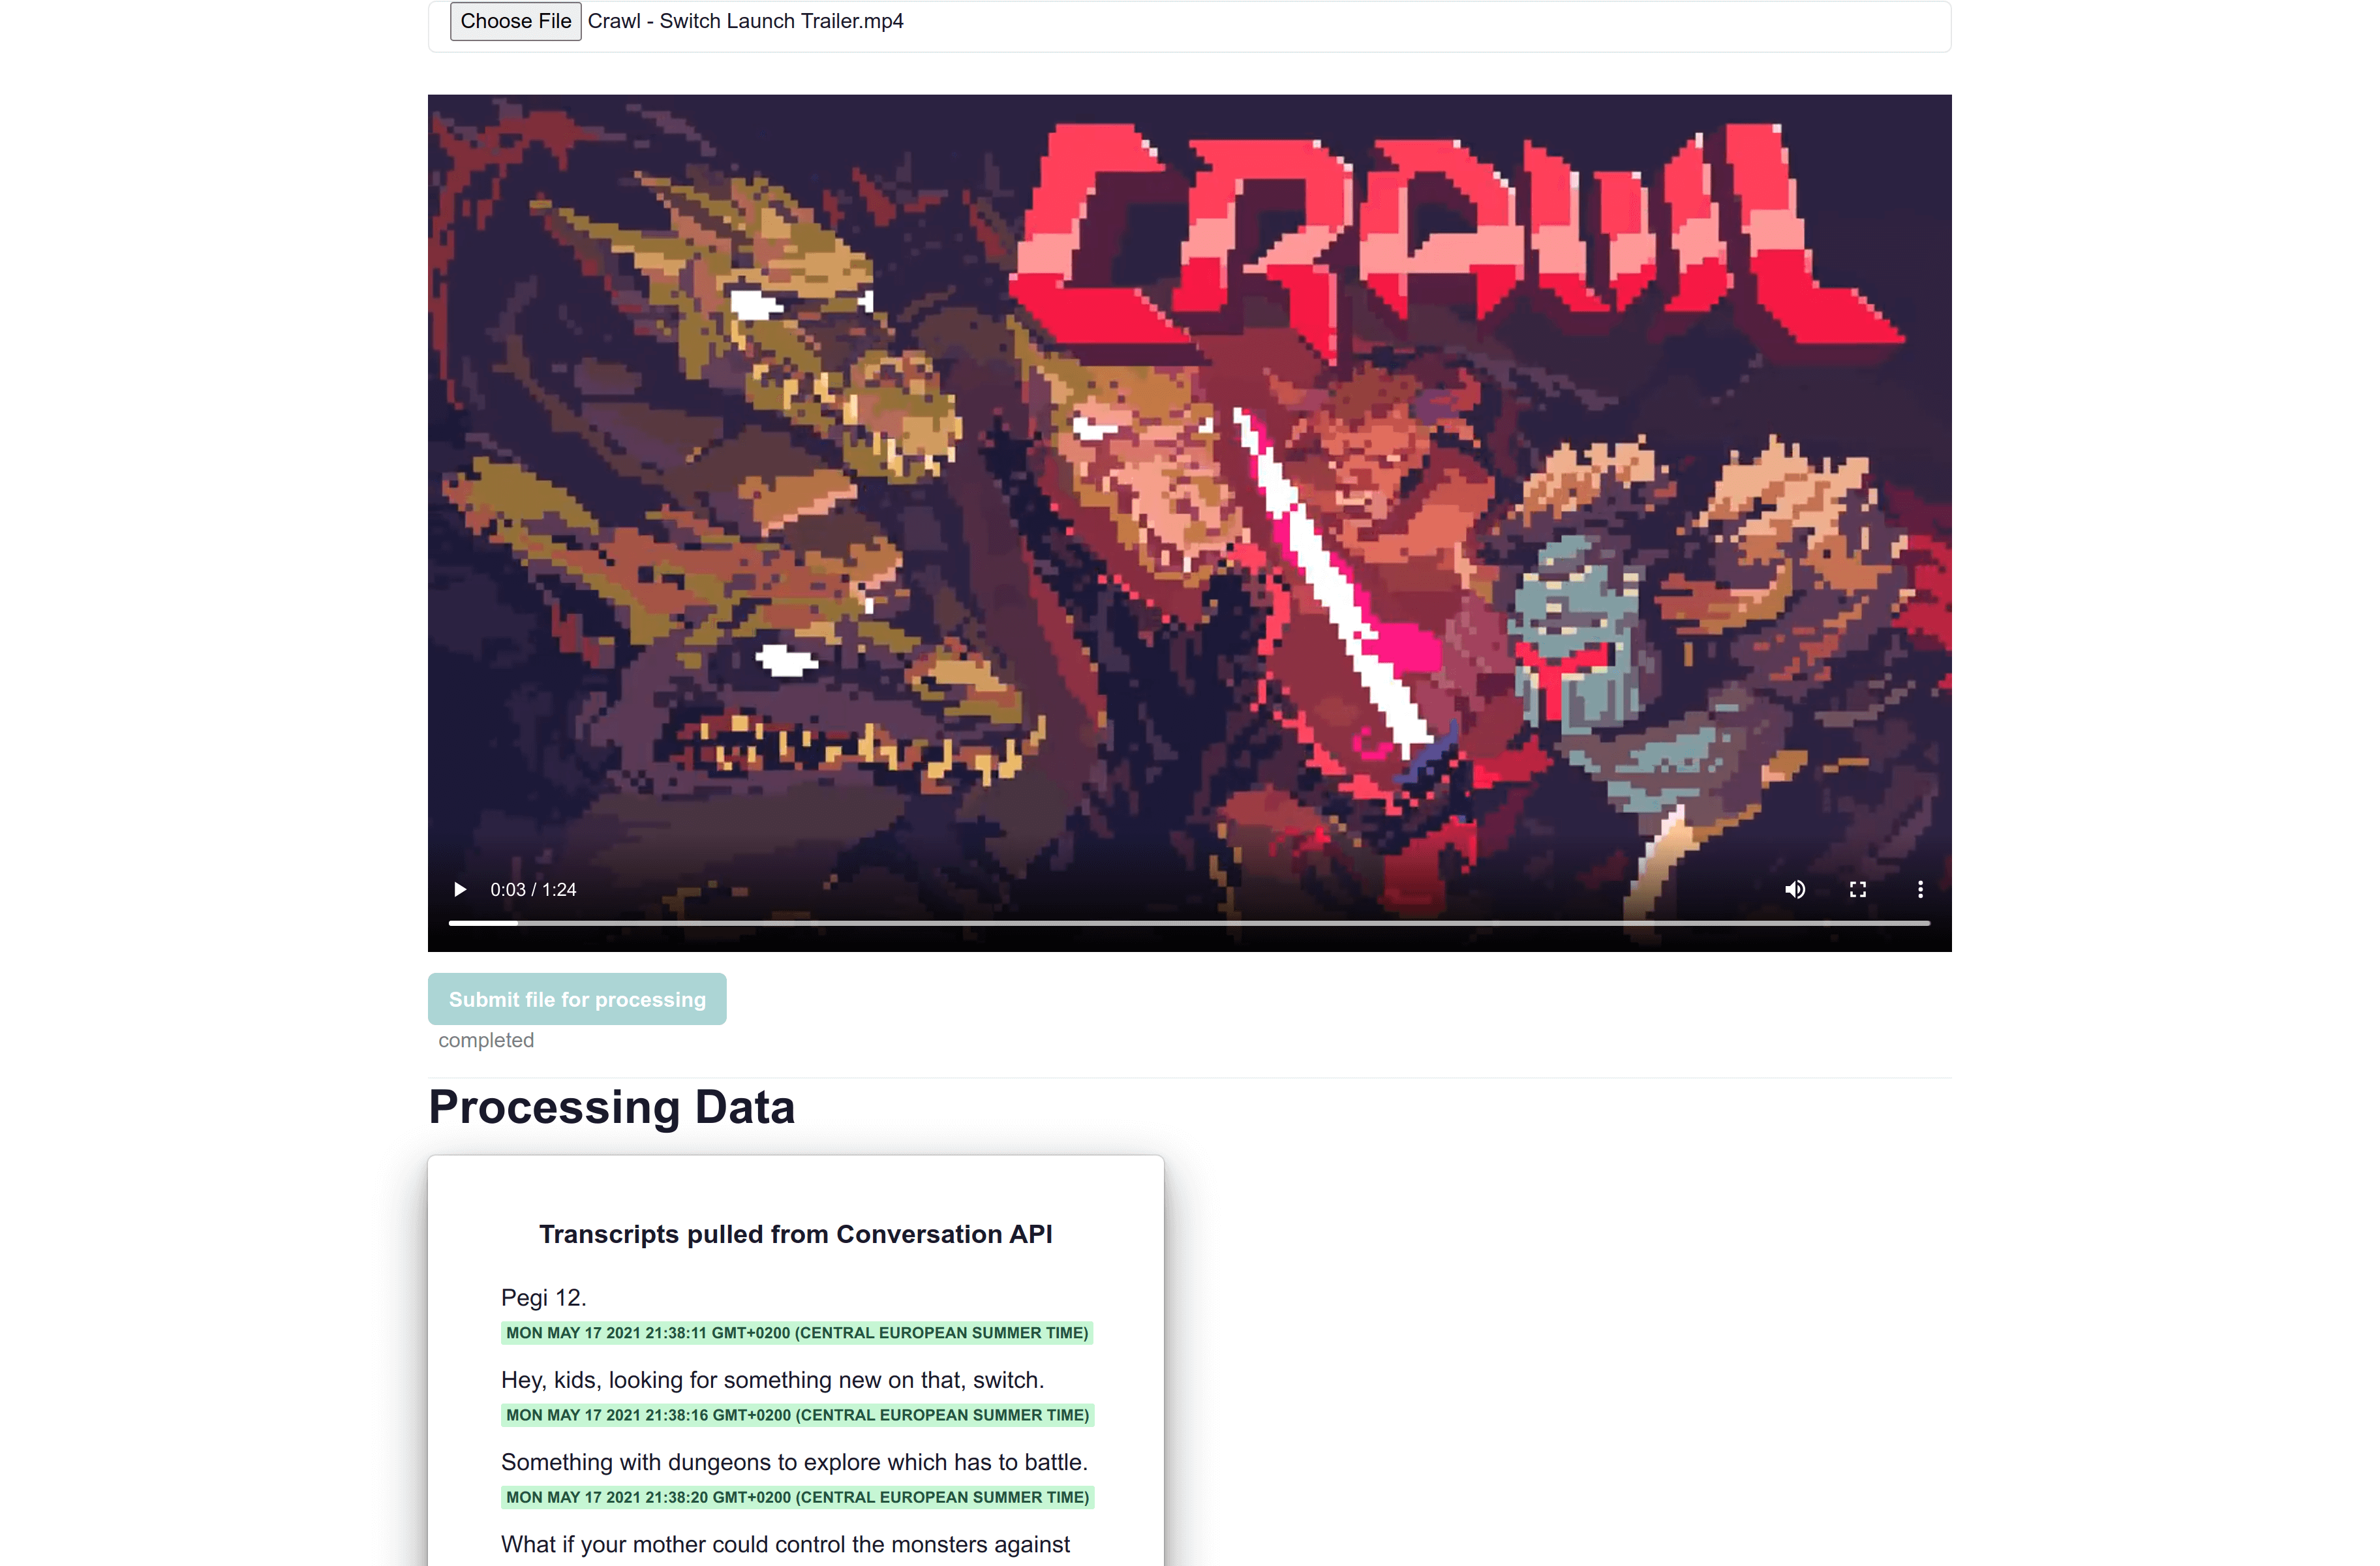 Choose File Crawl - Switch Launch Trailer.mp4
CRAWL
0:03 / 1:24
Submit file for processing
completed
Processing Data
Transcripts pulled from Conversation API
Pegi 12.
MON MAY 17 2021 21:38:11 GMT+0200 (CENTRAL EUROPEAN SUMMER TIME)
Hey, kids, looking for something new on that, switch.
MON MAY 17 2021 21:38:16 GMT+0200 (CENTRAL EUROPEAN SUMMER TIME)
Something with dungeons to explore which has to battle.
MON MAY 17 2021 21:38:20 GMT+0200 (CENTRAL EUROPEAN SUMMER TIME)
What if your mother could control the monsters against